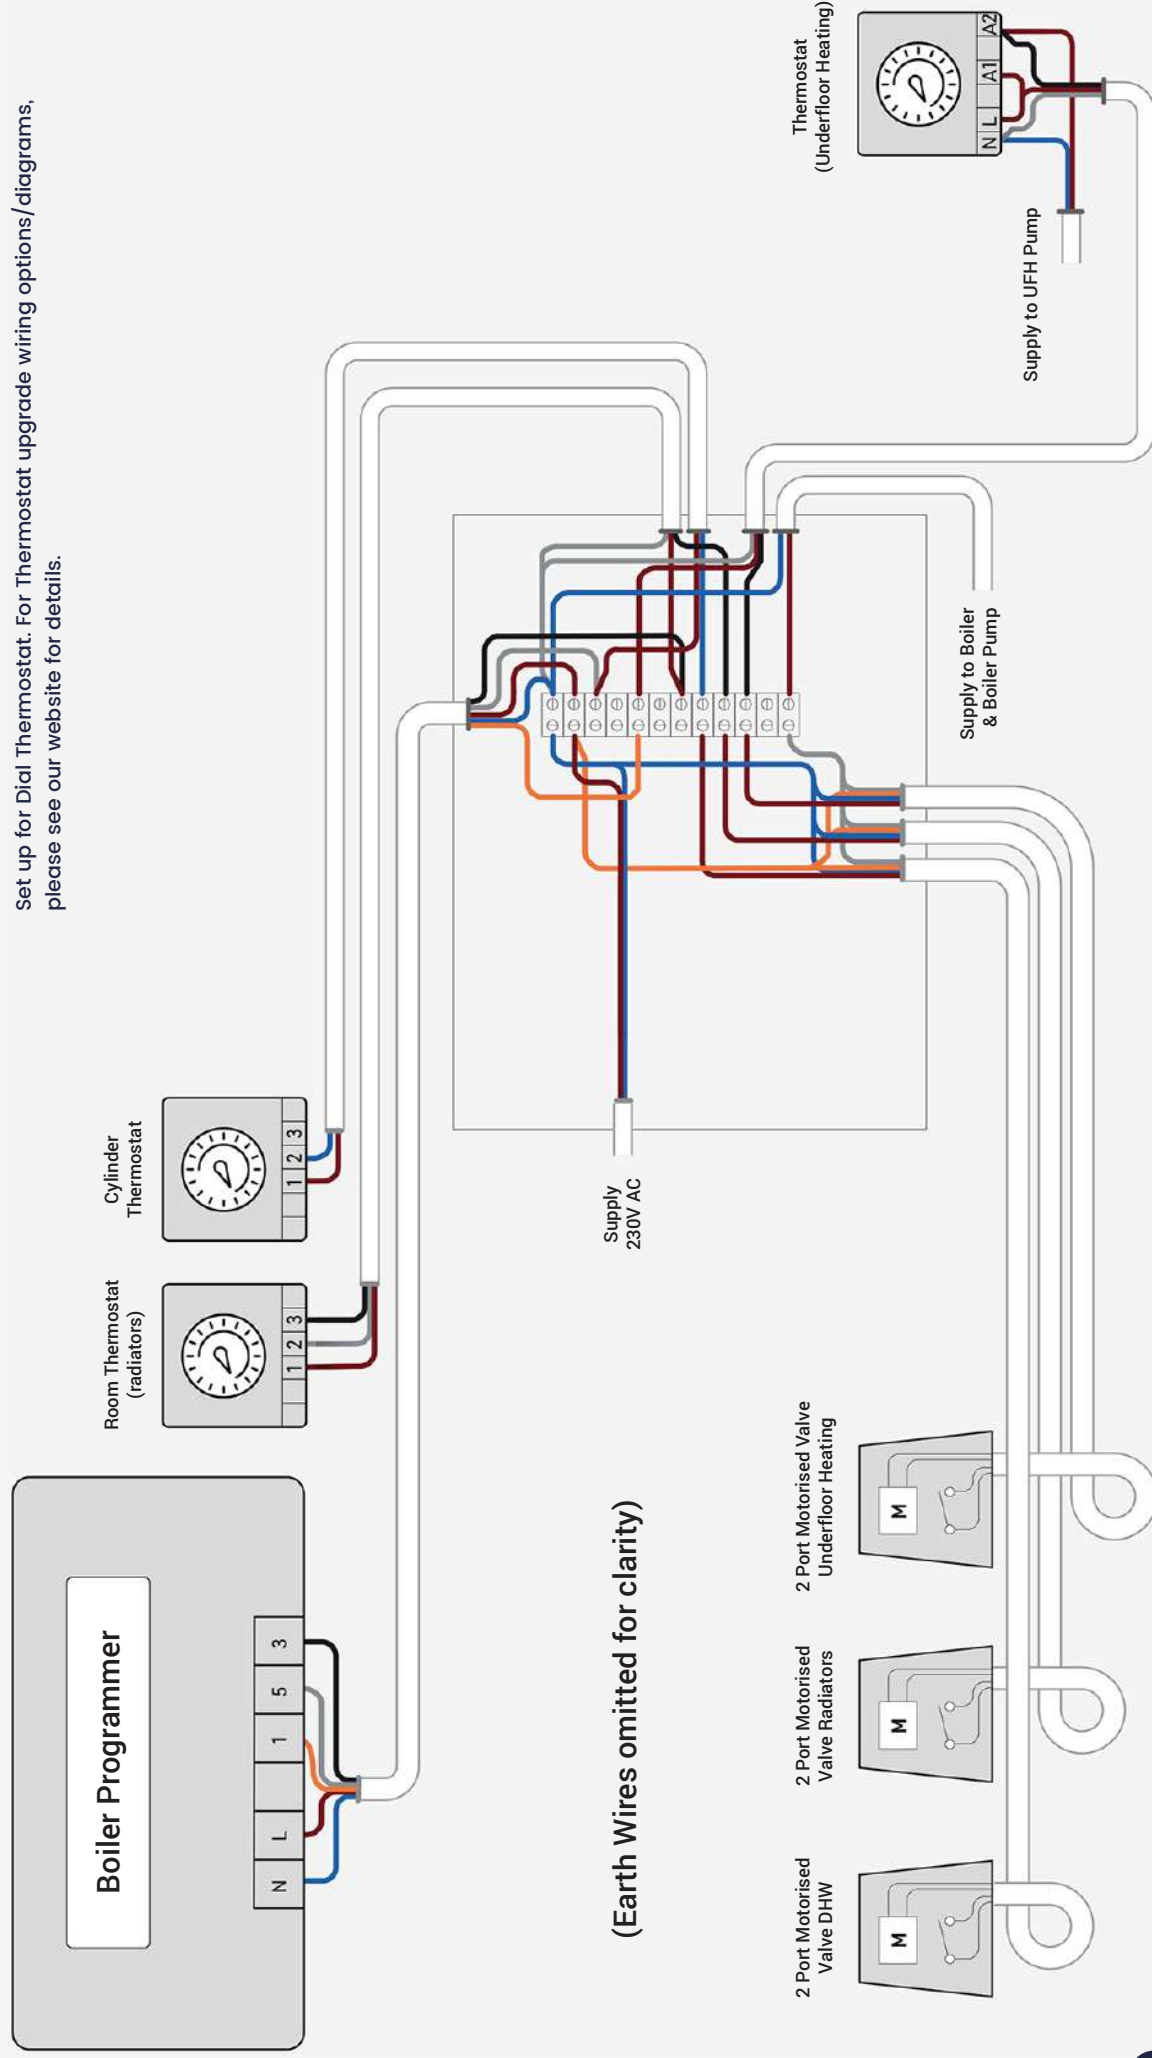 Set up for Dial Thermostat. For Thermostat upgrade wiring options/diagrams,
please see our website for details.
Boiler Programmer
N L 1 5 3
Room Thermostat
(radiators)
1 2 3
Cylinder
Thermostat
1 2 3
(Earth Wires omitted for clarity)
Supply
230V AC
2 Port Motorised
Valve DHW
M
2 Port Motorised
Valve Radiators
M
2 Port Motorised Valve
Underfloor Heating
M
Supply to Boiler
& Boiler Pump
Thermostat
(Underfloor Heating)
N L A1 A2
Supply to UFH Pump